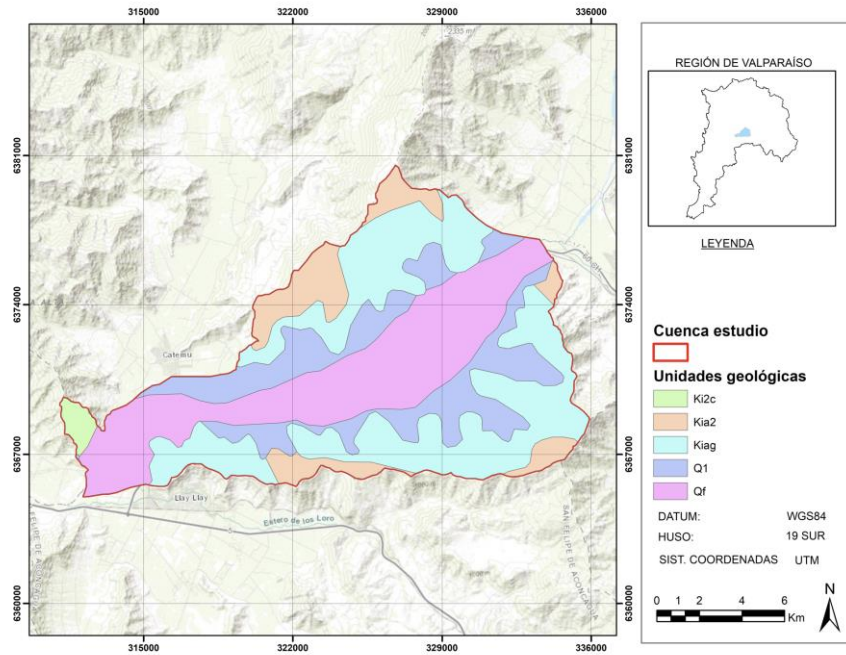 315000 322000 329000 336000
6381000
6374000
6367000
6360000
Catemu
Llay Llay
Estero de los Loro
315000 322000 329000 336000
6381000
6374000
6367000
6360000
REGIÓN DE VALPARAÍSO
LEYENDA
Cuenca estudio
Unidades geológicas
Ki2c
Kia2
Kiag
Q1
Qf
DATUM: WGS84
HUSO: 19 SUR
SIST. COORDENADAS UTM
0 1 2 4 6
Km
N